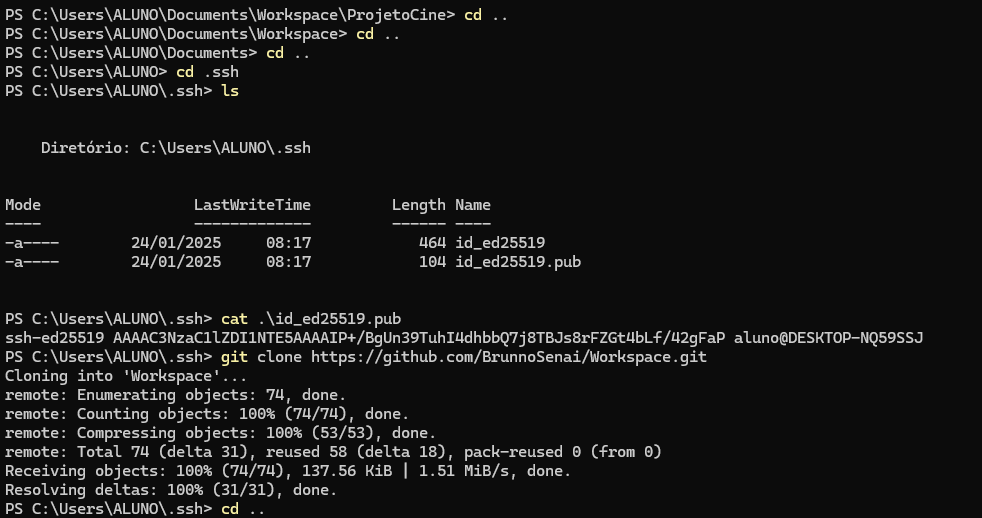 PS C:\Users\ALUNO\Documents\Workspace\ProjetoCine> cd ..
PS C:\Users\ALUNO\Documents\Workspace> cd ..
PS C:\Users\ALUNO\Documents> cd ..
PS C:\Users\ALUNO> cd .ssh
PS C:\Users\ALUNO\.ssh> ls
Diretório: C:\Users\ALUNO\.ssh
Mode LastWriteTime Length Name
---- ------------- ------ ----
-a---- 24/01/2025 08:17 464 id_ed25519
-a---- 24/01/2025 08:17 104 id_ed25519.pub
PS C:\Users\ALUNO\.ssh> cat .\id_ed25519.pub
ssh-ed25519 AAAAC3NzaC1lZDI1NTE5AAAAIP+/BgUn39TuhI4dhbbQ7j8TBJs8rFZGt4bLf/42gFaP aluno@DESKTOP-NQ59SSJ
PS C:\Users\ALUNO\.ssh> git clone https://github.com/BrunnoSenai/Workspace.git
Cloning into 'Workspace'...
remote: Enumerating objects: 74, done.
remote: Counting objects: 100% (74/74), done.
remote: Compressing objects: 100% (53/53), done.
remote: Total 74 (delta 31), reused 58 (delta 18), pack-reused 0 (from 0)
Receiving objects: 100% (74/74), 137.56 KiB | 1.51 MiB/s, done.
Resolving deltas: 100% (31/31), done.
PS C:\Users\ALUNO\.ssh> cd ..